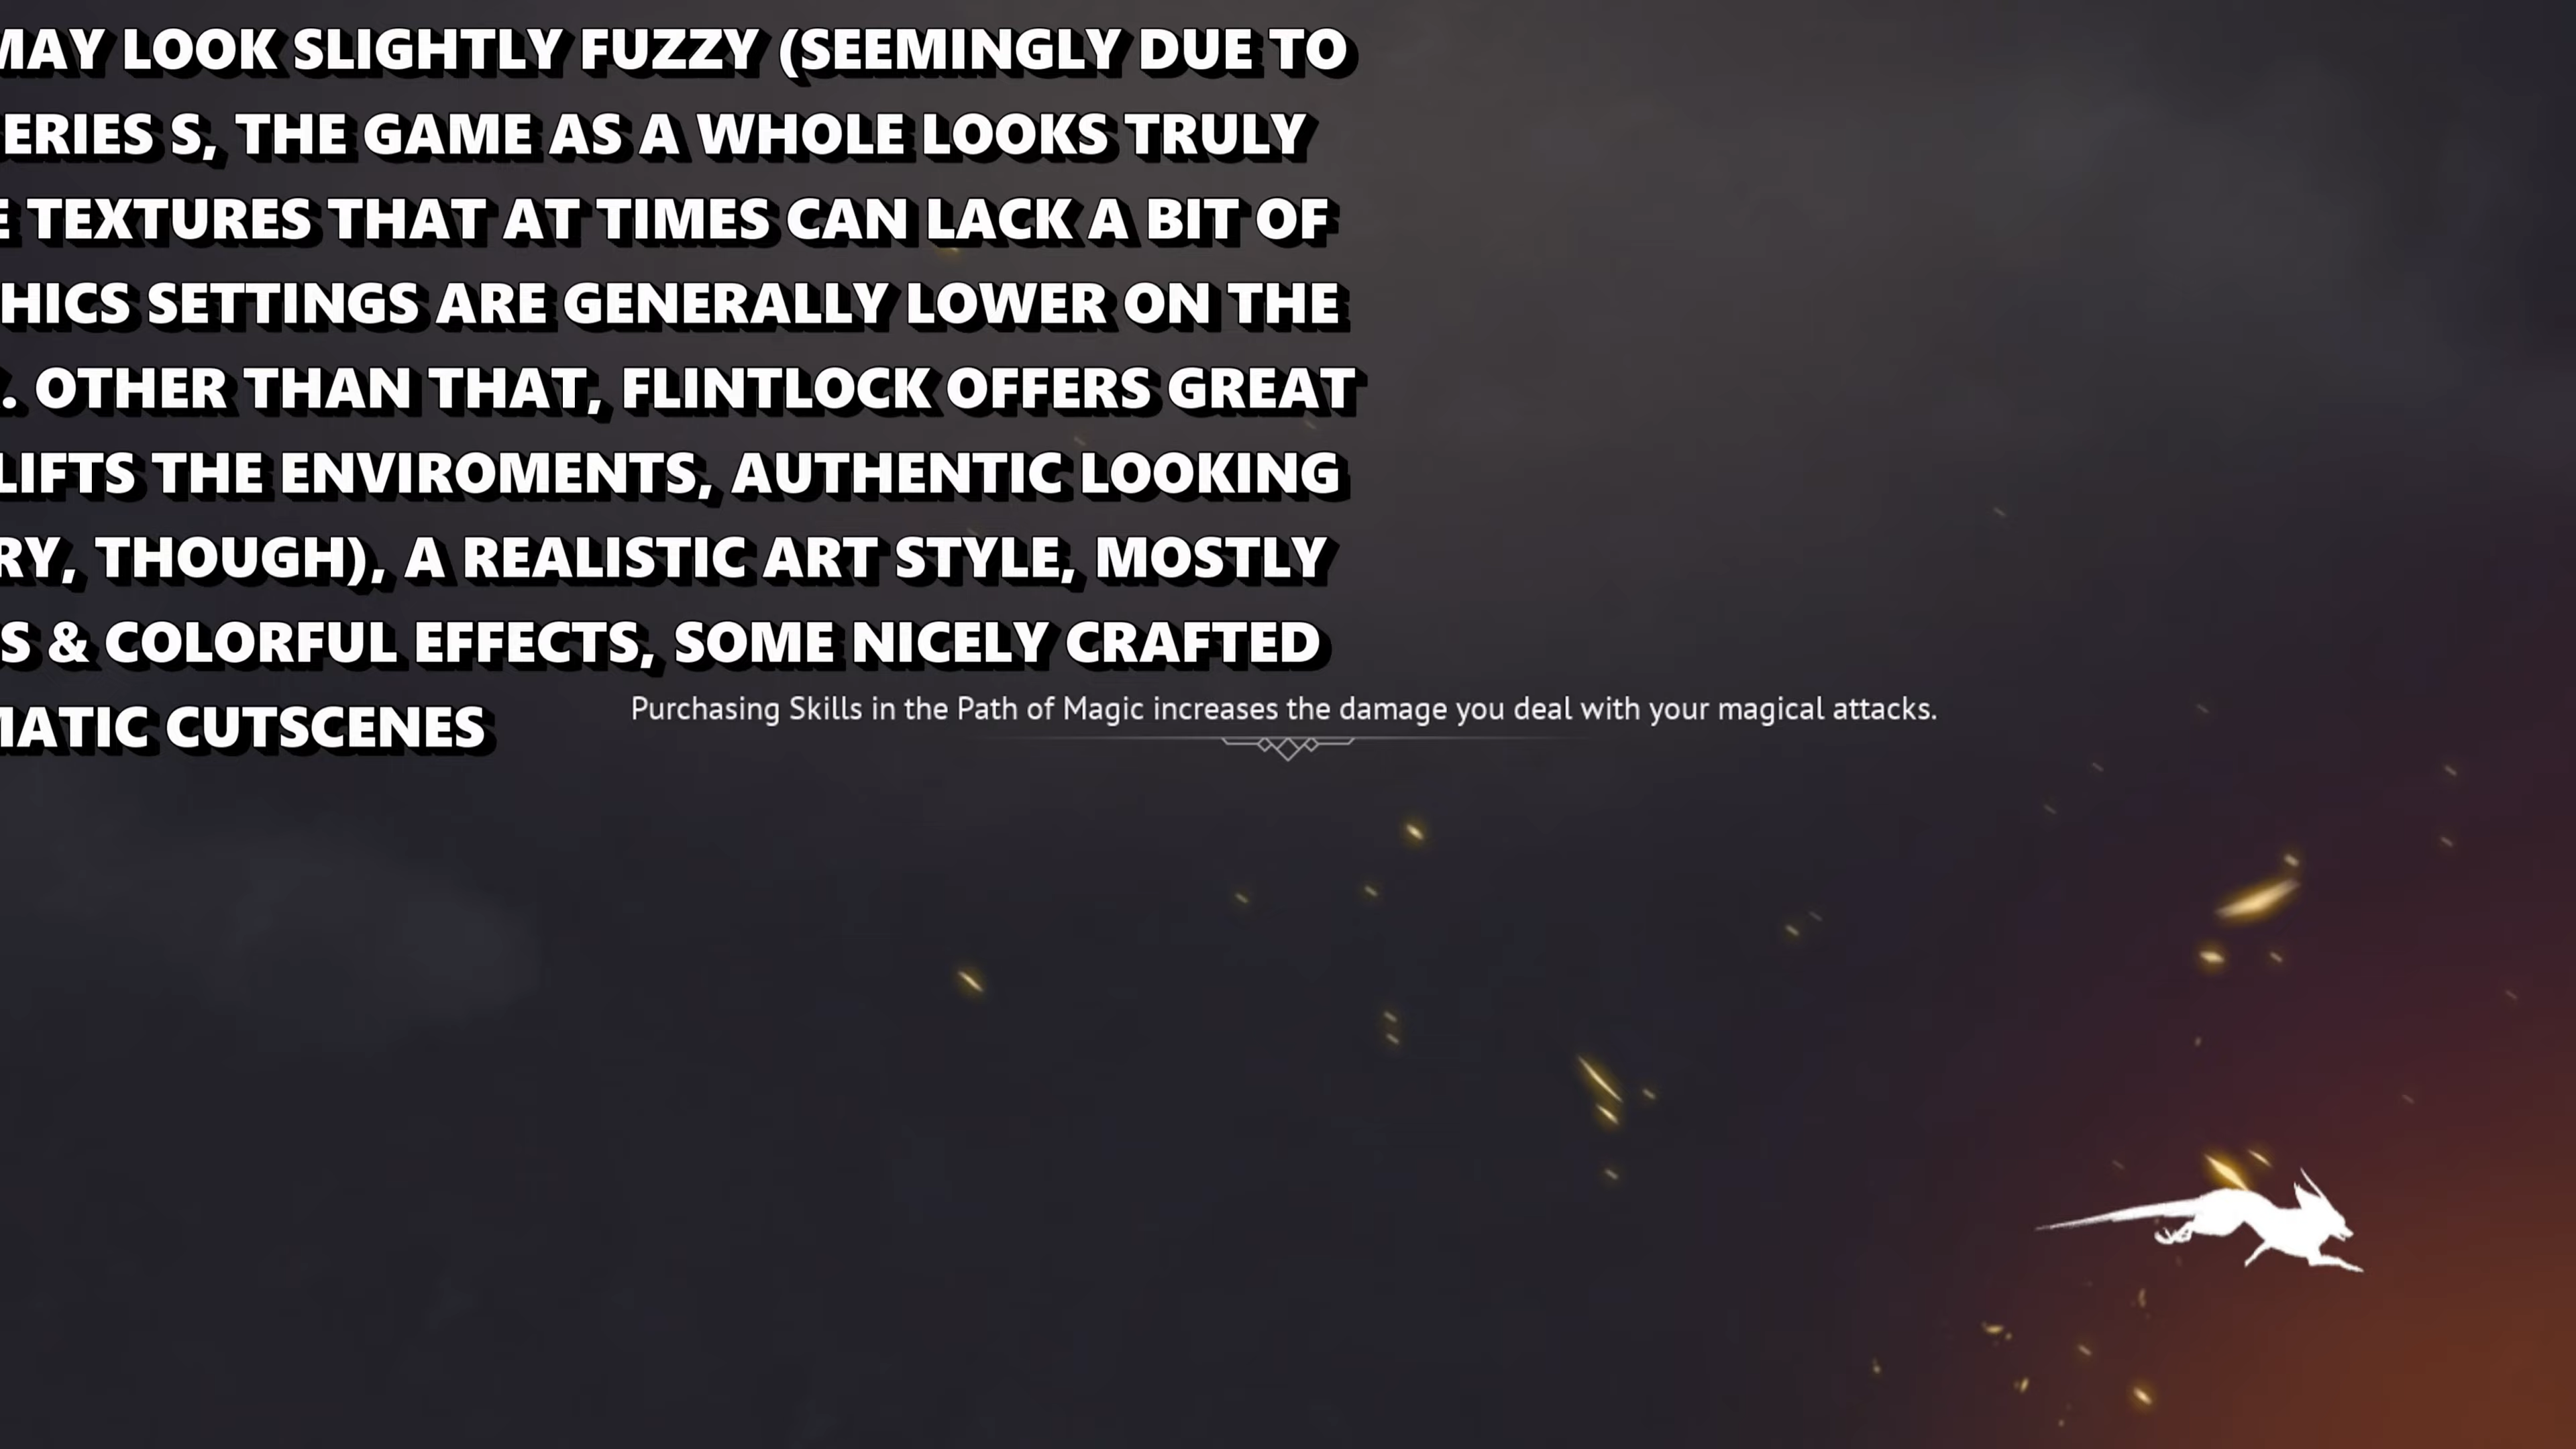 MAY LOOK SLIGHTLY FUZZY (SEEMINGLY DUE TO
ERIES S, THE GAME AS A WHOLE LOOKS TRULY
E TEXTURES THAT AT TIMES CAN LACK A BIT OF
HICS SETTINGS ARE GENERALLY LOWER ON THE
. OTHER THAN THAT, FLINTLOCK OFFERS GREAT
LIFTS THE ENVIROMENTS, AUTHENTIC LOOKING
RY, THOUGH), A REALISTIC ART STYLE, MOSTLY
S & COLORFUL EFFECTS, SOME NICELY CRAFTED
MATIC CUTSCENES
Purchasing Skills in the Path of Magic increases the damage you deal with your magical attacks.